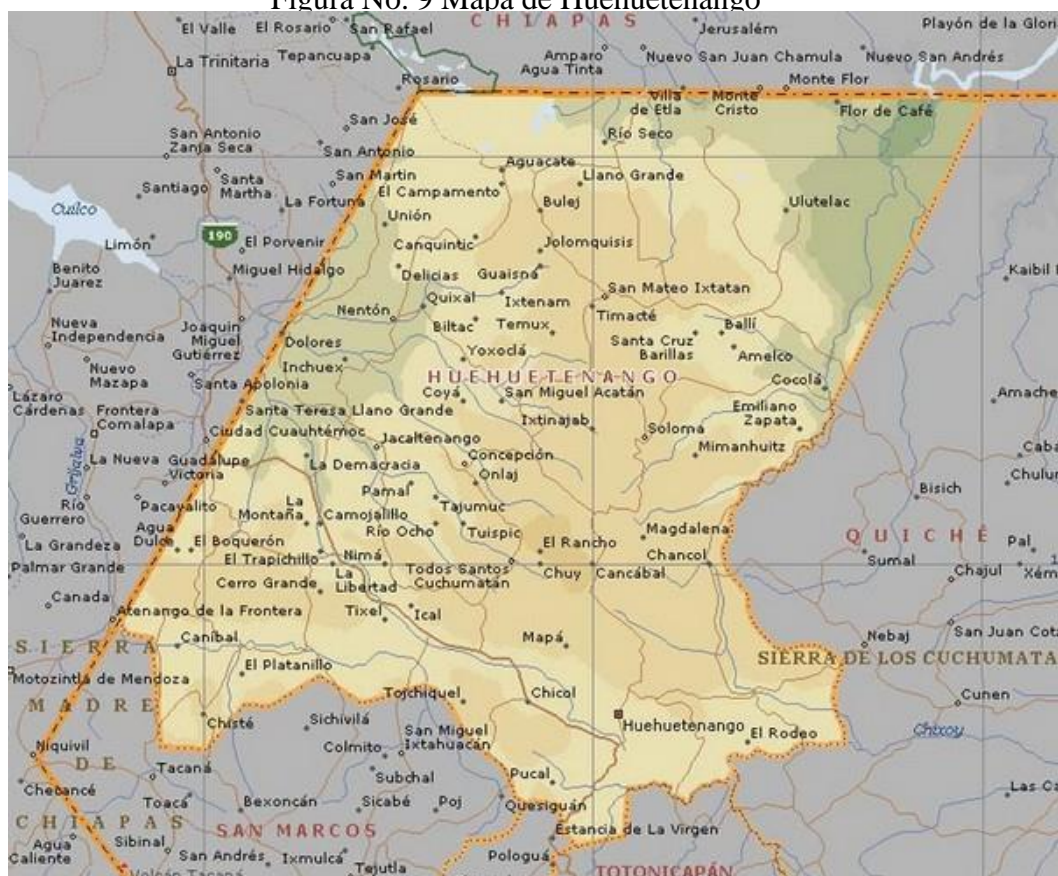 Figura No. 9 Mapa de Huehuetenango
CHIAPAS
El Valle
El Rosario
San Rafael
Jerusalém
Playón de la Glori
La Trinitaria
Tepancuapa
Amparo
Agua Tinta
Nuevo San Juan Chamula
Nuevo San Andrés
Rosario
Monte Flor
Villa
de Etla
Monte
Cristo
Flor de Café
San José
San Antonio
Zanja Seca
Río Seco
San Antonio
Aguacate
Santa
Martha
San Martin
El Campamento
Llano Grande
Santiago
La Fortuna
Cuilco
Unión
Bulej
Ulutelac
190
Limón
El Porvenir
Canquintic
Jolomquisis
Benito
Juarez
Miguel Hidalgo
Delicias
Guaisná
Kaibil
San Mateo Ixtatan
Nentón
Quixal
Ixtenam
Timacté
Nueva
Independencia
Joaquin
Miguel
Gutiérrez
Biltac
Temux
Ballí
Dolores
Santa Cruz
Barillas
Amelco
Yoxoclá
Inchuex
Nuevo
Mazapa
HUEHUETENANGO
Santa Apolonia
Cocolá
Lázaro
Cárdenas
Coyá
San Miguel Acatán
Amache
Frontera
Comalapa
Santa Teresa Llano Grande
Emiliano
Zapata
Ixtinajab
Ciudad Cuauhtémoc
Jacaltenango
Soloma
Mimanhuitz
Grijalva
La Nueva
Guadalupe
Victoria
La Demacracia
Concepción
Onlaj
Caba
Chulu
Bisich
Río
Guerrero
Pacayalito
Pamal
Tajumuc
La
Montaña
Camojalillo
Río Ocho
Tuispic
Magdalena
QUICHÉ
Agua
Dulce
El Boquerón
La Grandeza
El Rancho
Chancol
Sumal
Pal
Palmar Grande
El Trapichillo
Nimá
Todos Santos
Cuchumatán
Chuy
Cancábal
Chajul
Xém
Cerro Grande
La
Libertad
Canada
Atenango de la Frontera
Tixel
Ical
San Juan Cot
SIERRA
Caníbal
Mapá
Nebaj
SIERRA DE LOS CUCHUMATA
Motozintla de Mendoza
El Platanillo
MADRE
Tojchiquel
Chicol
Cunen
Chisté
Sichivilá
Huehuetenango
El Rodeo
Chixoy
Niquivil
Colmito
San Miguel
Ixtahuacán
DE
Tacaná
Subchal
Pucal
Checancé
Toacá
Bexoncán
Sicabé
Poj
Quesiguán
Las Ca
CHIAPAS
SAN MARCOS
Estancia de La Virgen
Agua
Caliente
Sibinal
San Andrés
Ixmulcá
Tejutla
Pologuá
TOTONICAPÁN
Volcán Tacaná